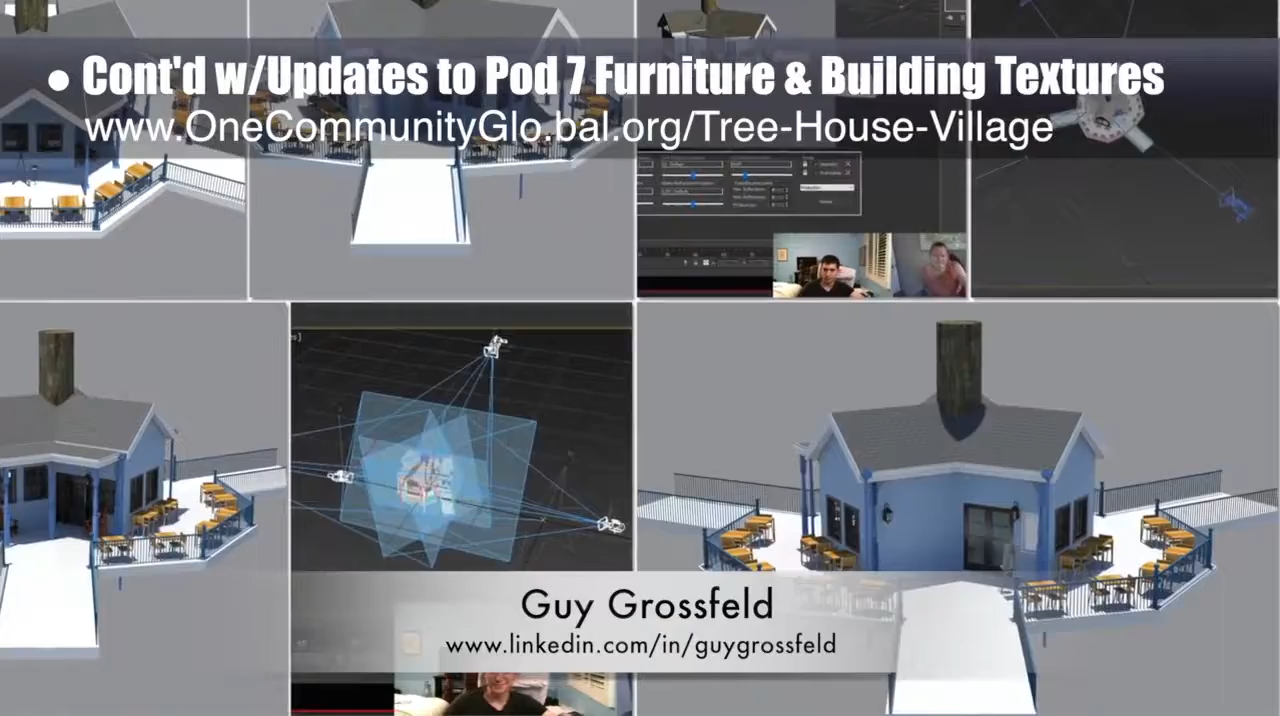 • Cont'd w/Updates to Pod 7 Furniture & Building Textures
www.OneCommunityGlo.bal.org/Tree-House-Village
Guy Grossfeld
www.linkedin.com/in/guygrossfeld